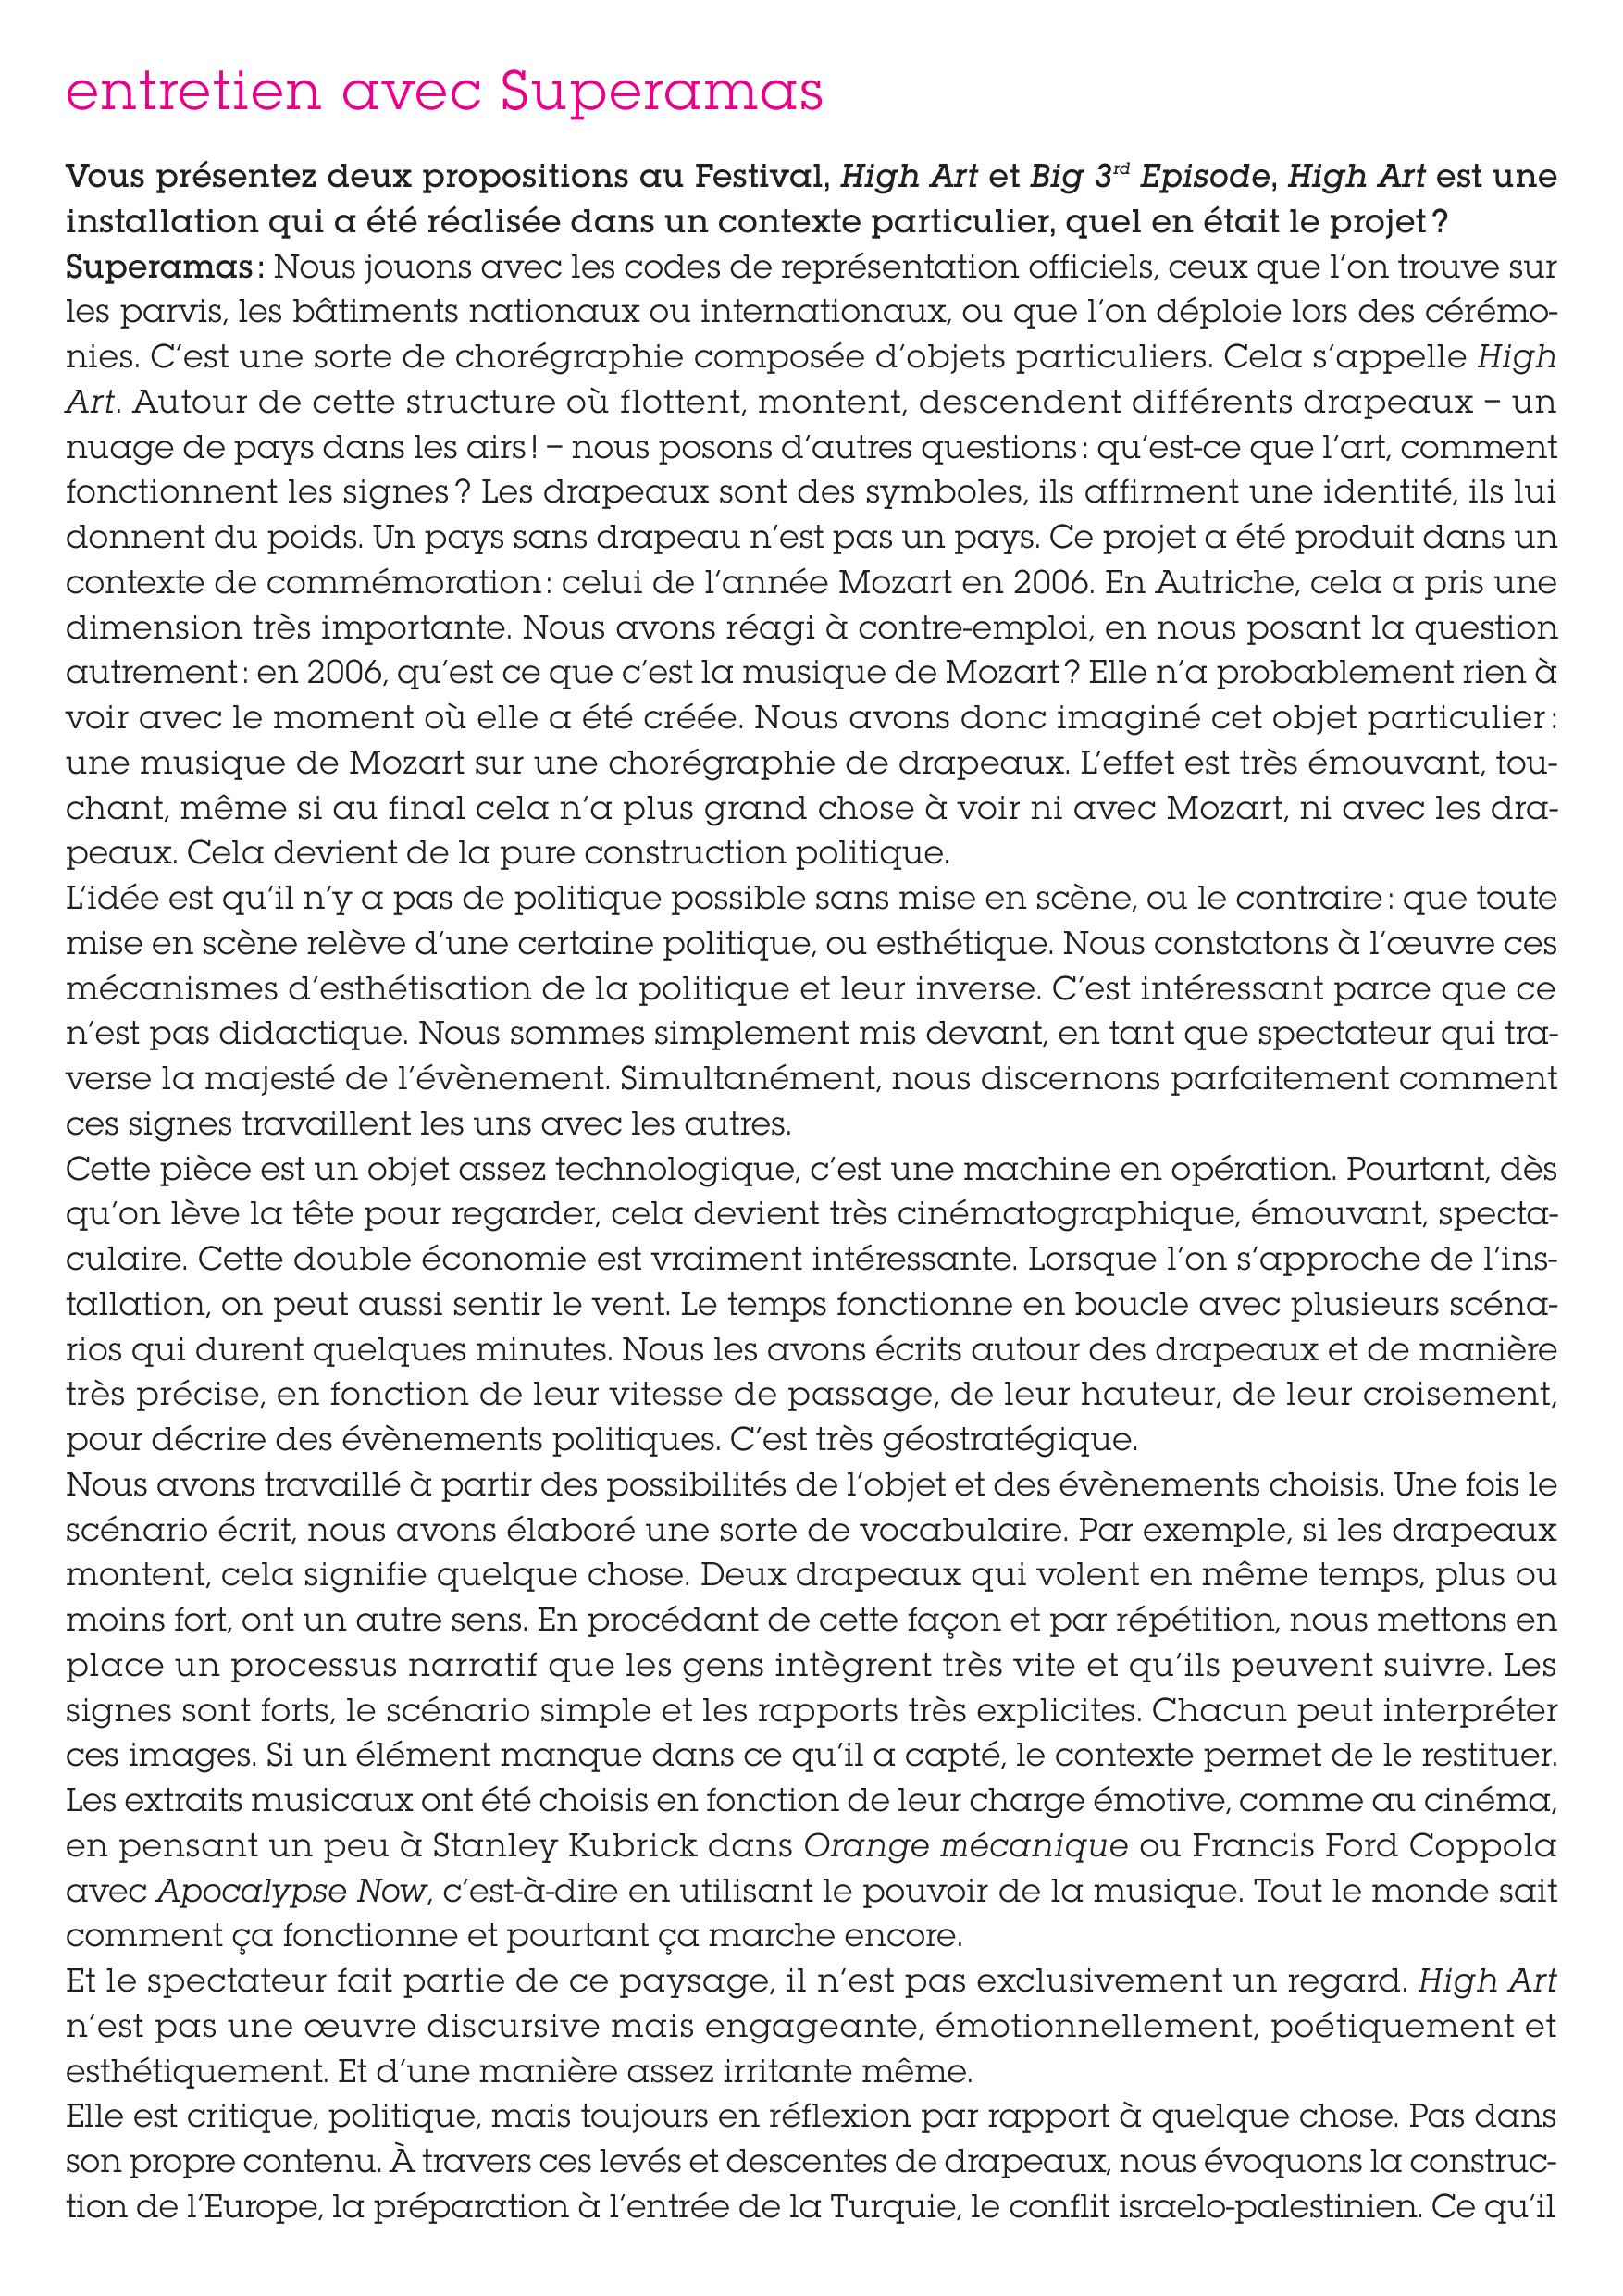 entretien avec Superamas
Vous présentez deux propositions au Festival, High Art et Big 3rd Episode, High Art est une
installation qui a été réalisée dans un contexte particulier, quel en était le projet ?
Superamas : Nous jouons avec les codes de représentation officiels, ceux que l’on trouve sur
les parvis, les bâtiments nationaux ou internationaux, ou que l’on déploie lors des cérémo-
nies. C’est une sorte de chorégraphie composée d’objets particuliers. Cela s’appelle High
Art. Autour de cette structure où flottent, montent, descendent différents drapeaux – un
nuage de pays dans les airs ! – nous posons d’autres questions : qu’est-ce que l’art, comment
fonctionnent les signes ? Les drapeaux sont des symboles, ils affirment une identité, ils lui
donnent du poids. Un pays sans drapeau n’est pas un pays. Ce projet a été produit dans un
contexte de commémoration : celui de l’année Mozart en 2006. En Autriche, cela a pris une
dimension très importante. Nous avons réagi à contre-emploi, en nous posant la question
autrement : en 2006, qu’est ce que c’est la musique de Mozart ? Elle n’a probablement rien à
voir avec le moment où elle a été créée. Nous avons donc imaginé cet objet particulier :
une musique de Mozart sur une chorégraphie de drapeaux. L’effet est très émouvant, tou-
chant, même si au final cela n’a plus grand chose à voir ni avec Mozart, ni avec les dra-
peaux. Cela devient de la pure construction politique.
L’idée est qu’il n’y a pas de politique possible sans mise en scène, ou le contraire : que toute
mise en scène relève d’une certaine politique, ou esthétique. Nous constatons à l’œuvre ces
mécanismes d’esthétisation de la politique et leur inverse. C’est intéressant parce que ce
n’est pas didactique. Nous sommes simplement mis devant, en tant que spectateur qui tra-
verse la majesté de l’évènement. Simultanément, nous discernons parfaitement comment
ces signes travaillent les uns avec les autres.
Cette pièce est un objet assez technologique, c’est une machine en opération. Pourtant, dès
qu’on lève la tête pour regarder, cela devient très cinématographique, émouvant, specta-
culaire. Cette double économie est vraiment intéressante. Lorsque l’on s’approche de l’ins-
tallation, on peut aussi sentir le vent. Le temps fonctionne en boucle avec plusieurs scéna-
rios qui durent quelques minutes. Nous les avons écrits autour des drapeaux et de manière
très précise, en fonction de leur vitesse de passage, de leur hauteur, de leur croisement,
pour décrire des évènements politiques. C’est très géostratégique.
Nous avons travaillé à partir des possibilités de l’objet et des évènements choisis. Une fois le
scénario écrit, nous avons élaboré une sorte de vocabulaire. Par exemple, si les drapeaux
montent, cela signifie quelque chose. Deux drapeaux qui volent en même temps, plus ou
moins fort, ont un autre sens. En procédant de cette façon et par répétition, nous mettons en
place un processus narratif que les gens intègrent très vite et qu’ils peuvent suivre. Les
signes sont forts, le scénario simple et les rapports très explicites. Chacun peut interpréter
ces images. Si un élément manque dans ce qu’il a capté, le contexte permet de le restituer.
Les extraits musicaux ont été choisis en fonction de leur charge émotive, comme au cinéma,
en pensant un peu à Stanley Kubrick dans Orange mécanique ou Francis Ford Coppola
avec Apocalypse Now, c’est-à-dire en utilisant le pouvoir de la musique. Tout le monde sait
comment ça fonctionne et pourtant ça marche encore.
Et le spectateur fait partie de ce paysage, il n’est pas exclusivement un regard. High Art
n’est pas une œuvre discursive mais engageante, émotionnellement, poétiquement et
esthétiquement. Et d’une manière assez irritante même.
Elle est critique, politique, mais toujours en réflexion par rapport à quelque chose. Pas dans
son propre contenu. À travers ces levés et descentes de drapeaux, nous évoquons la construc-
tion de l’Europe, la préparation à l’entrée de la Turquie, le conflit israelo-palestinien. Ce qu’il